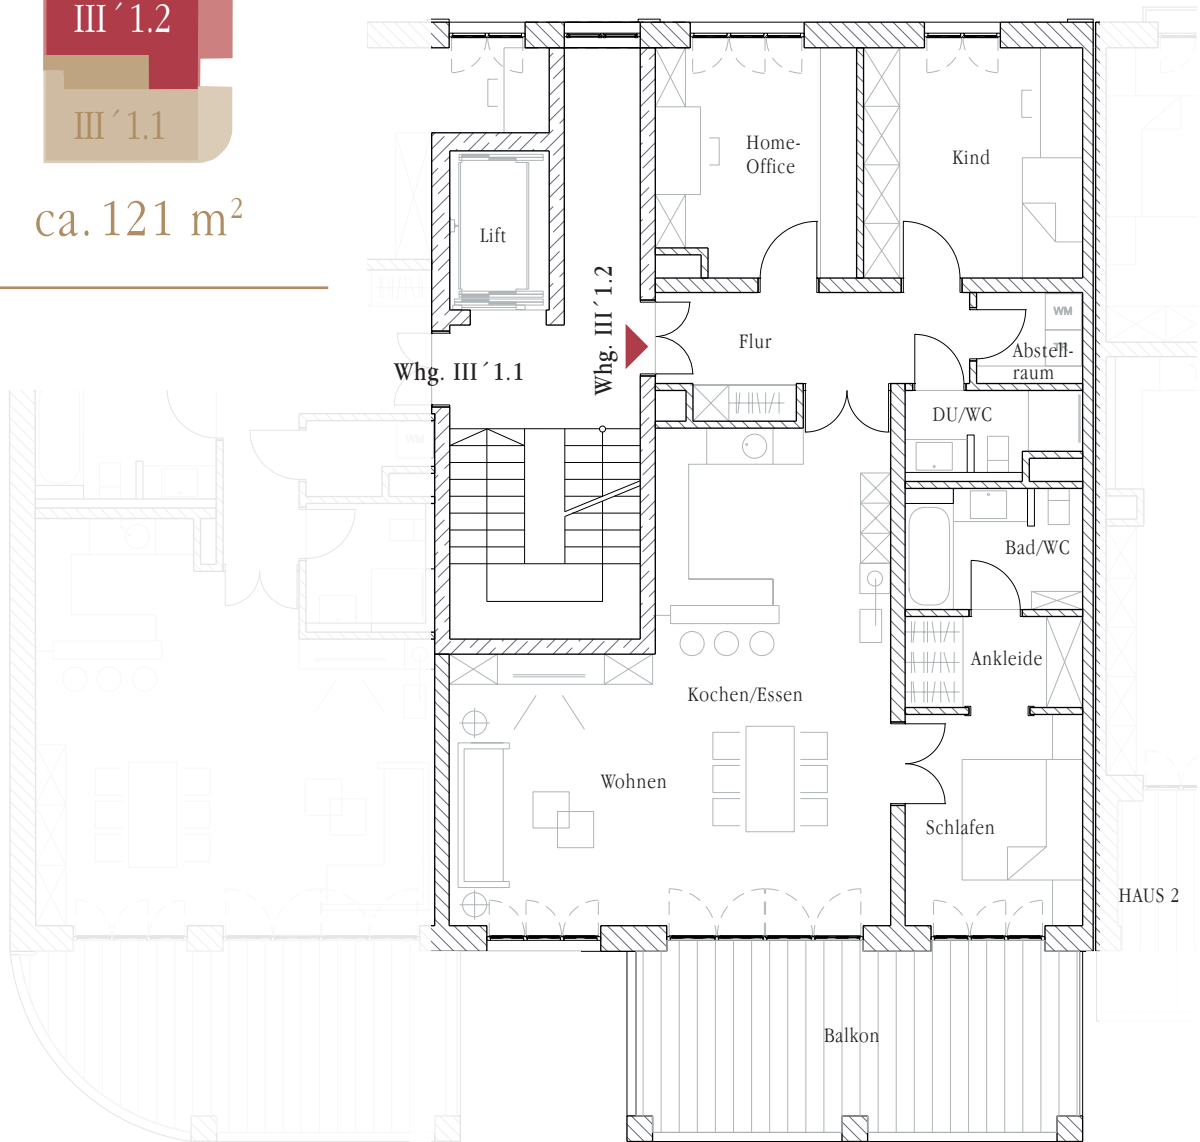 III ´ 1.2
III ´ 1.1
ca. 121 m²
Home-
Office
Kind
Lift
Whg. III ´ 1.2
WM
Flur
Abstell-
raum
Whg. III ´ 1.1
DU/WC
WM
Bad/WC
Ankleide
Kochen/Essen
Wohnen
Schlafen
HAUS 2
Balkon